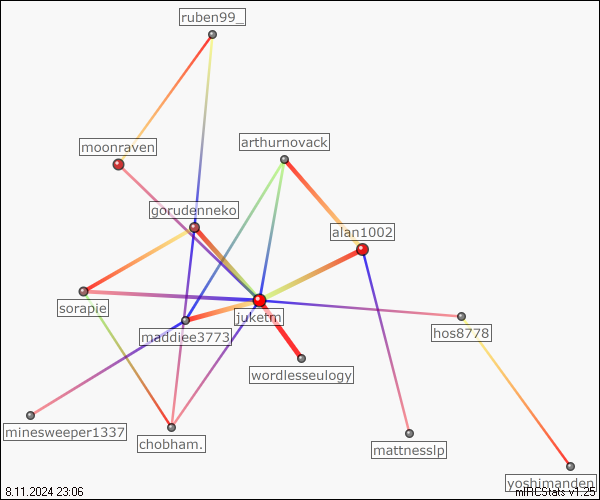 ruben99_
arthurnovack
moonraven
gorudenneko
alan1002
sorapie
juketm
maddiee3773
hos8778
wordlesseulogy
minesweeper1337
chobham.
mattnesslp
yoshimanden
8.11.2024 23:06
mIRCStats v1.25